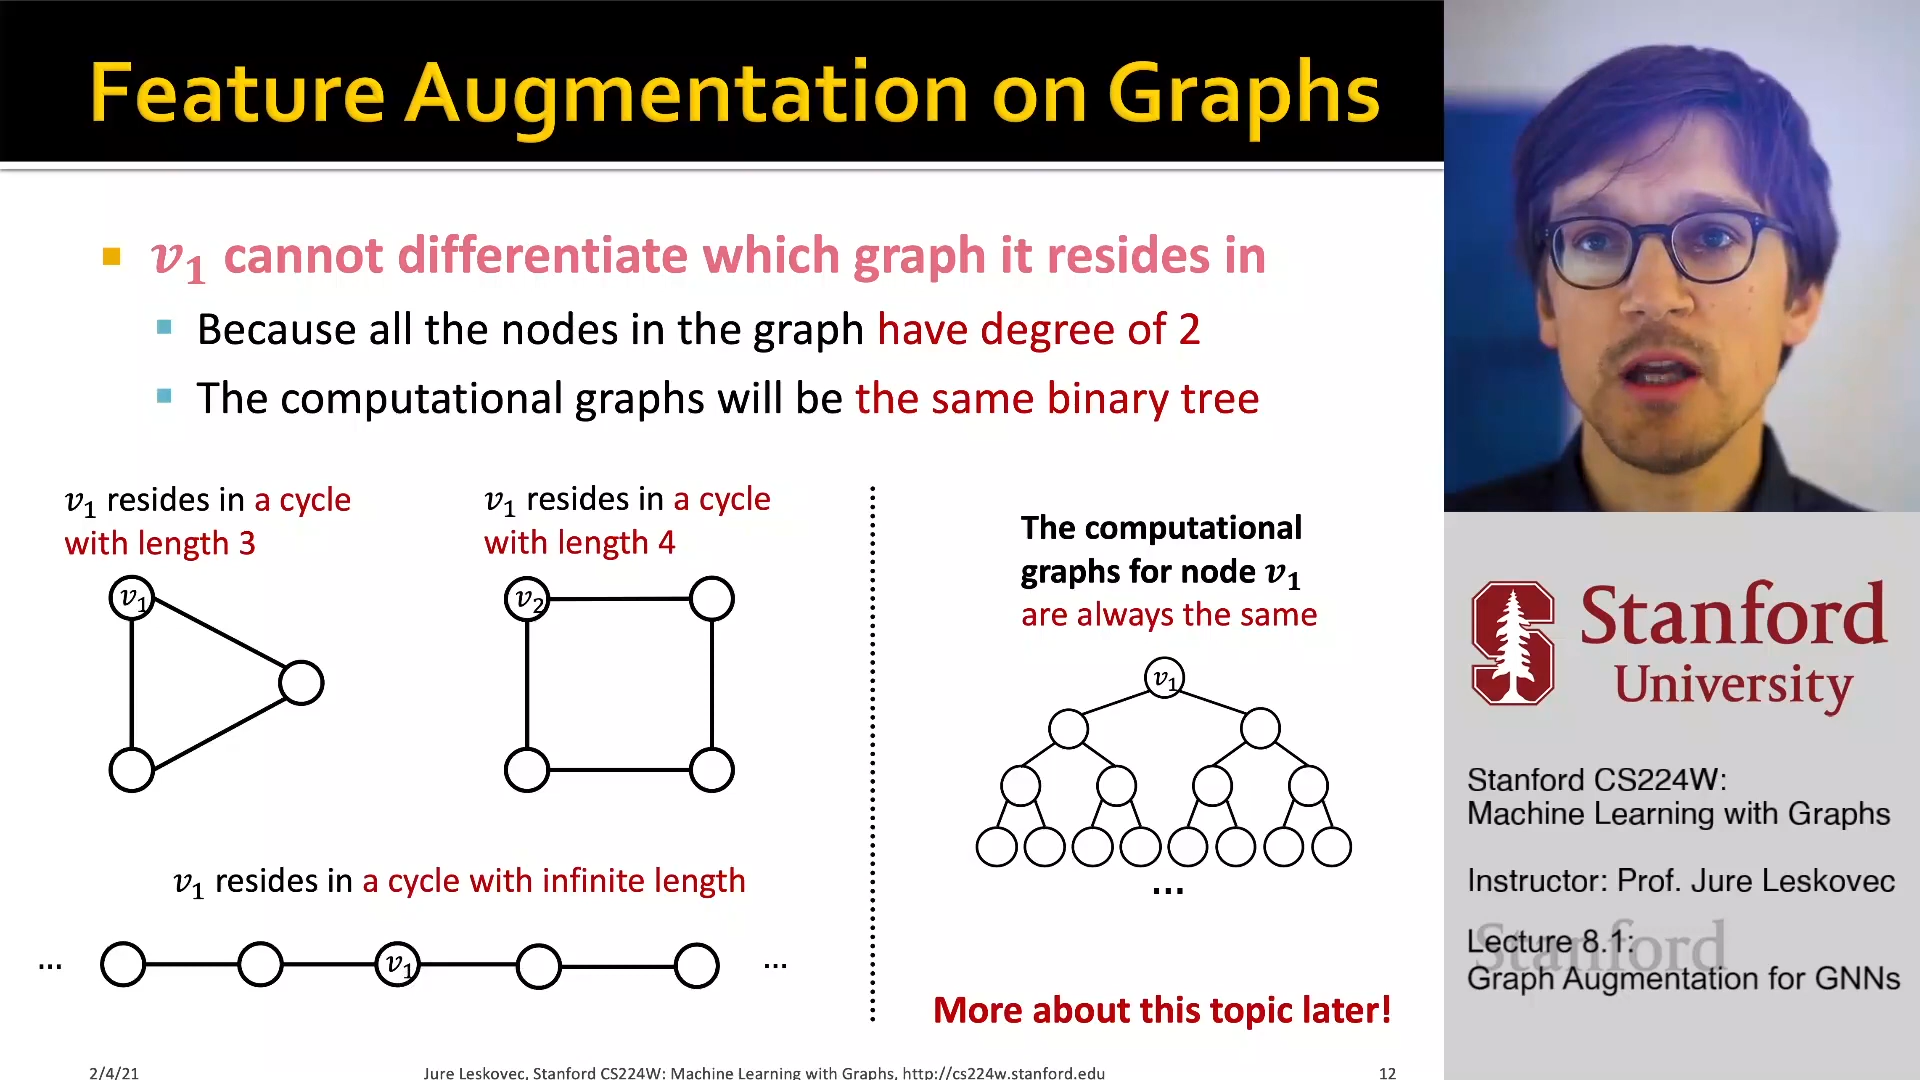 Feature Augmentation on Graphs
v₁ cannot differentiate which graph it resides in
Because all the nodes in the graph have degree of 2
The computational graphs will be the same binary tree
v₁ resides in a cycle
with length 3
v₁
v₁ resides in a cycle
with length 4
v₂
v₁ resides in a cycle with infinite length
...
v₁
...
The computational
graphs for node v₁
are always the same
v₁
...
More about this topic later!
2/4/21
Jure Leskovec, Stanford CS224W: Machine Learning with Graphs, http://cs224w.stanford.edu
12
S
Stanford
University
Stanford CS224W:
Machine Learning with Graphs
Instructor: Prof. Jure Leskovec
Stanford
Lecture 8.1:
Graph Augmentation for GNNs